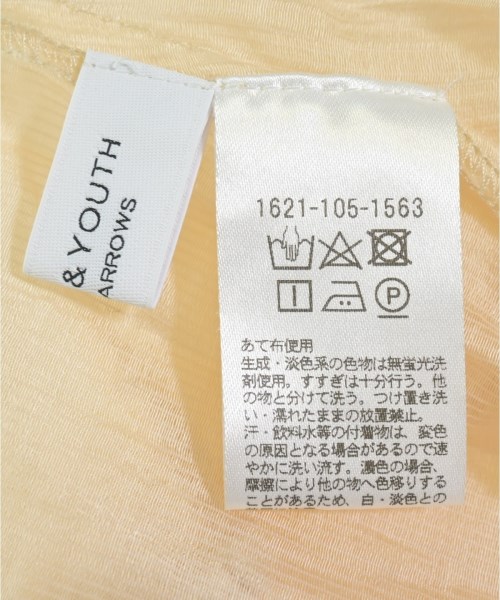 & YOUTH
ARROWS
1621-105-1563
P
あて布使用
生成・淡色系の色物は無蛍光洗
剤使用。すすぎは十分行う。他
の物と分けて洗う。つけ置き洗
い・濡れたままの放置禁止。
汗・飲料水等の付着物は、変色
の原因となる場合があるので速
やかに洗い流す。濃色の場合、
摩擦により他の物へ色移りする
ことがあるため、白・淡色との